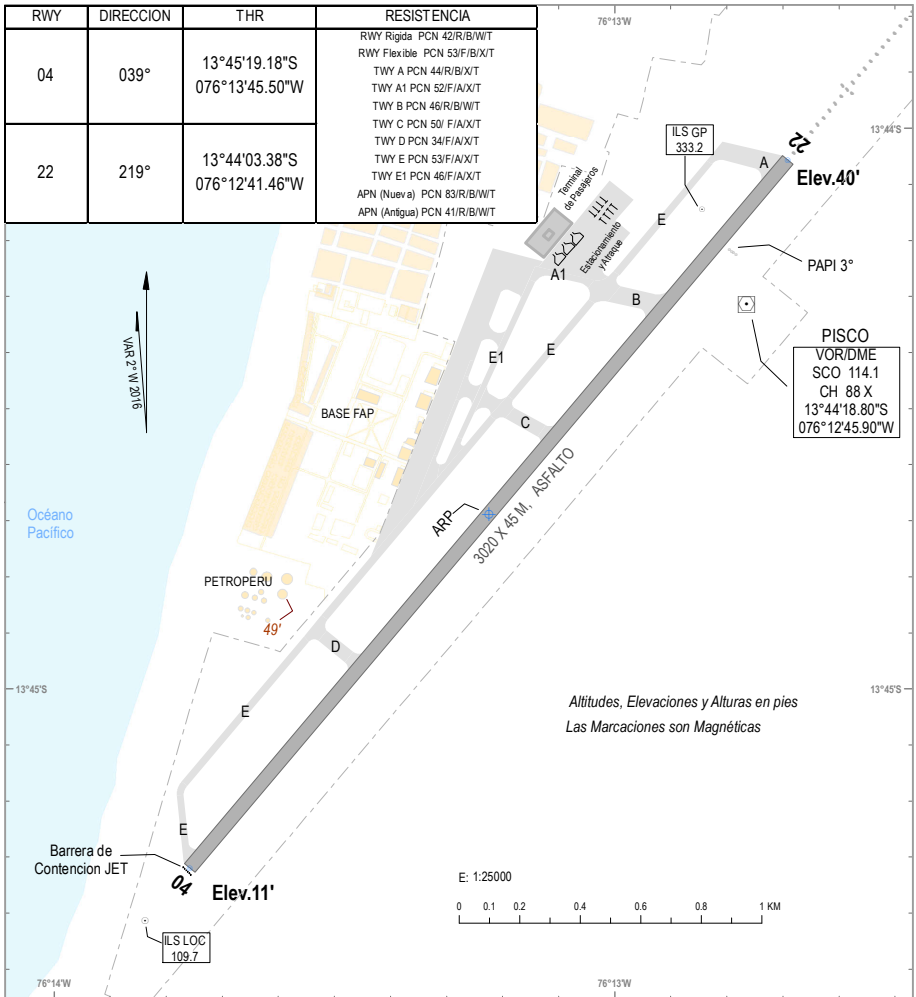 RWY DIRECCION THR RESISTENCIA
04 039° 13°45'19.18"S
076°13'45.50"W
22 219° 13°44'03.38"S
076°12'41.46"W
RWY Rigida PCN 42/R/B/W/T
RWY Flexible PCN 53/F/B/X/T
TWY A PCN 44/R/B/X/T
TWY A1 PCN 52/F/A/X/T
TWY B PCN 46/R/B/W/T
TWY C PCN 50/ F/A/X/T
TWY D PCN 34/F/A/X/T
TWY E PCN 53/F/A/X/T
TWY E1 PCN 46/F/A/X/T
APN (Nueva) PCN 83/R/B/W/T
APN (Antigua) PCN 41/R/B/W/T
76°13'W
13°44'S
ILS GP
333.2
22
A
Elev.40'
Terminal
de Pasajeros
Estacionamiento
y Atraque
E
A1
B
PAPI 3°
PISCO
VOR/DME
SCO 114.1
CH 88 X
13°44'18.80"S
076°12'45.90"W
VAR 2° W 2016
E1
E
BASE FAP
C
Océano
Pacífico
ARP
3020 X 45 M, ASFALTO
PETROPERU
49'
D
13°45'S
13°45'S
E
Altitudes, Elevaciones y Alturas en pies
Las Marcaciones son Magnéticas
E
Barrera de
Contencion JET
04
Elev.11'
E: 1:25000
0 0.1 0.2 0.4 0.6 0.8 1 KM
ILS LOC
109.7
76°14'W
76°13'W